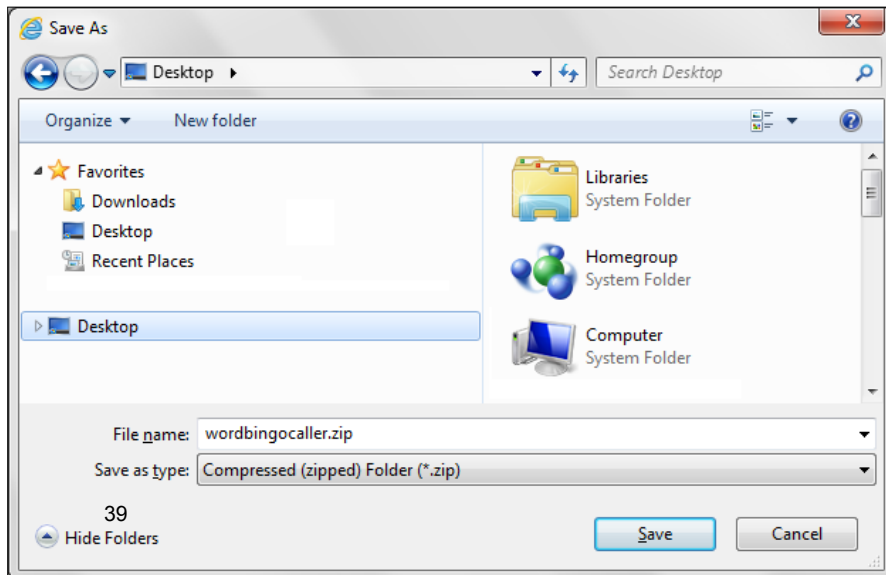 Save As
Desktop
Search Desktop
Organize
New folder
Favorites
Downloads
Desktop
Recent Places
Desktop
Libraries
System Folder
Homegroup
System Folder
Computer
System Folder
File name: wordbingocaller.zip
Save as type: Compressed (zipped) Folder (*.zip)
39
Hide Folders
Save
Cancel